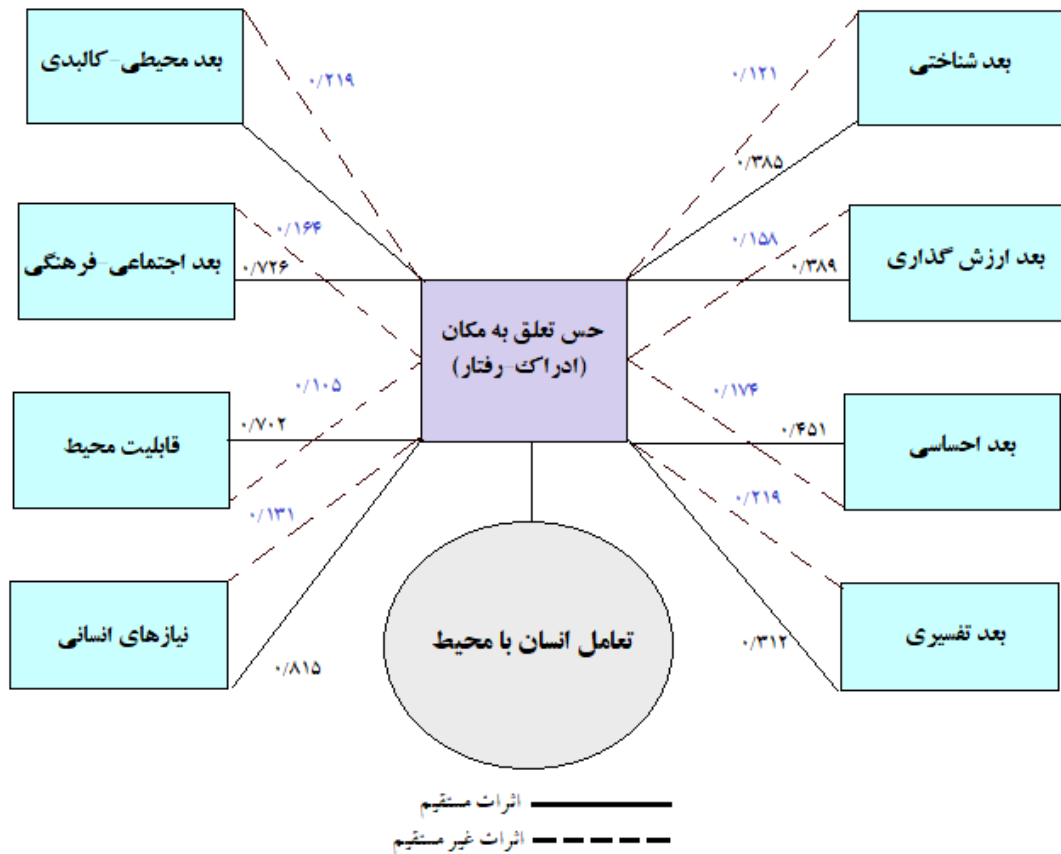 بعد محیطی-کالبدی
۰/۲۱۹
۰/۱۲۱
بعد شناختی
۰/۳۸۵
بعد اجتماعی-فرهنگی
۰/۱۶۴
۰/۷۲۶
۰/۱۵۸
۰/۳۸۹
بعد ارزش گذاری
حس تعلق به مکان
(ادراک-رفتار)
قابلیت محیط
۰/۱۰۵
۰/۷۰۲
۰/۱۷۴
۰/۴۵۱
بعد احساسی
۰/۱۳۱
۰/۲۱۹
نیازهای انسانی
۰/۸۱۵
تعامل انسان با محیط
۰/۳۱۲
بعد تفسیری
اثرات مستقیم
اثرات غیر مستقیم